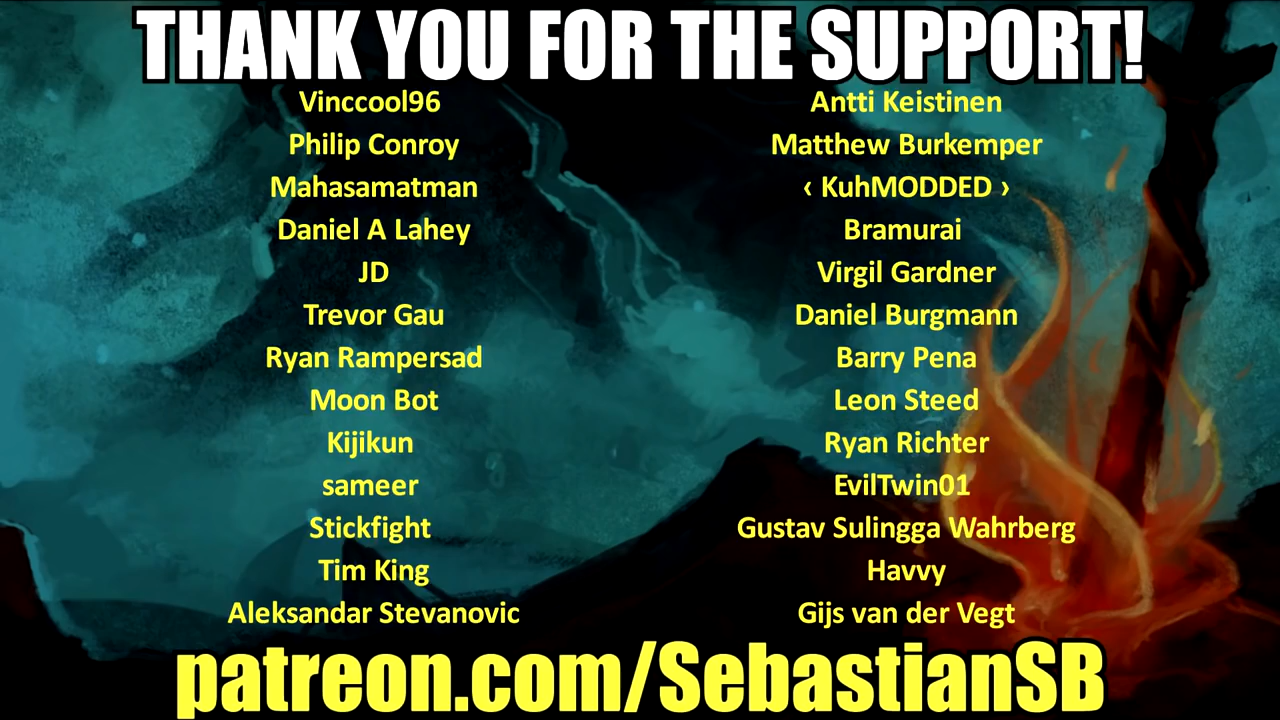 THANK YOU FOR THE SUPPORT!
Vinccool96
Philip Conroy
Mahasamatman
Daniel A Lahey
JD
Trevor Gau
Ryan Rampersad
Moon Bot
Kijikun
sameer
Stickfight
Tim King
Aleksandar Stevanovic
Antti Keistinen
Matthew Burkemper
‹ KuhMODDED ›
Bramurai
Virgil Gardner
Daniel Burgmann
Barry Pena
Leon Steed
Ryan Richter
EvilTwin01
Gustav Sulingga Wahrberg
Havvy
Gijs van der Vegt
patreon.com/SebastianSB